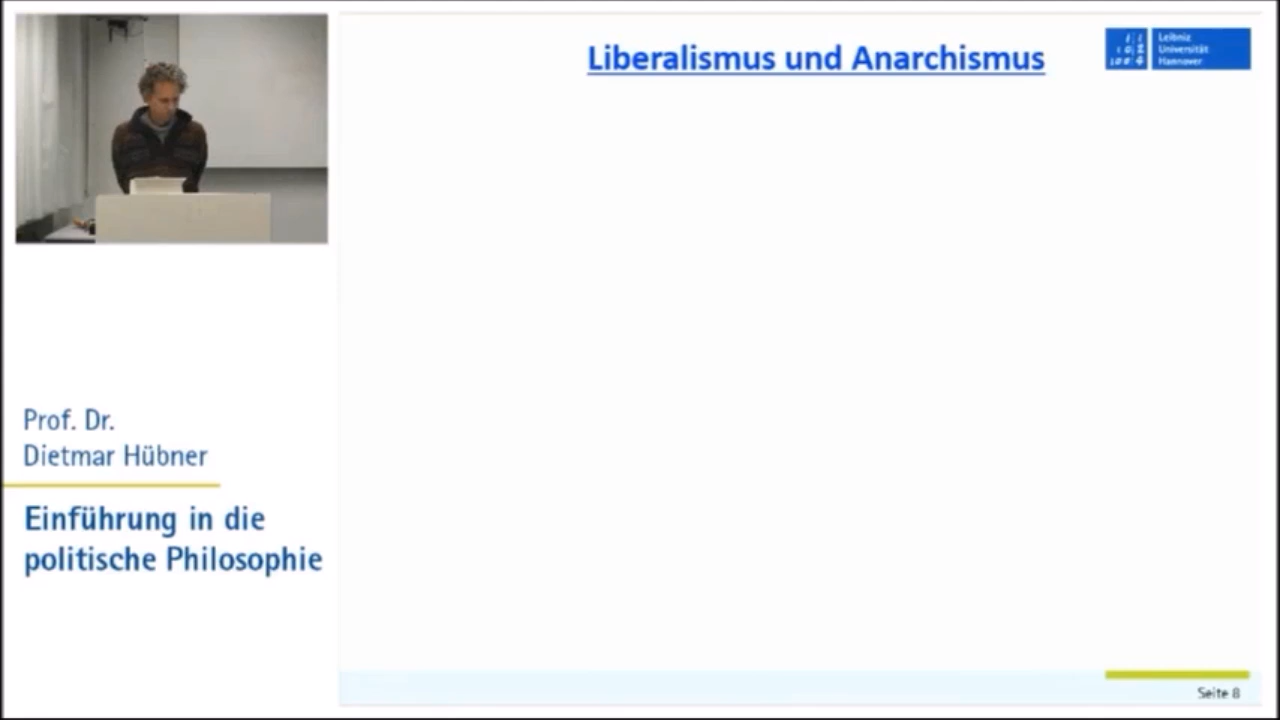 Liberalismus und Anarchismus
Leibniz
Universität
Hannover
Prof. Dr.
Dietmar Hübner
Einführung in die
politische Philosophie
Seite 8